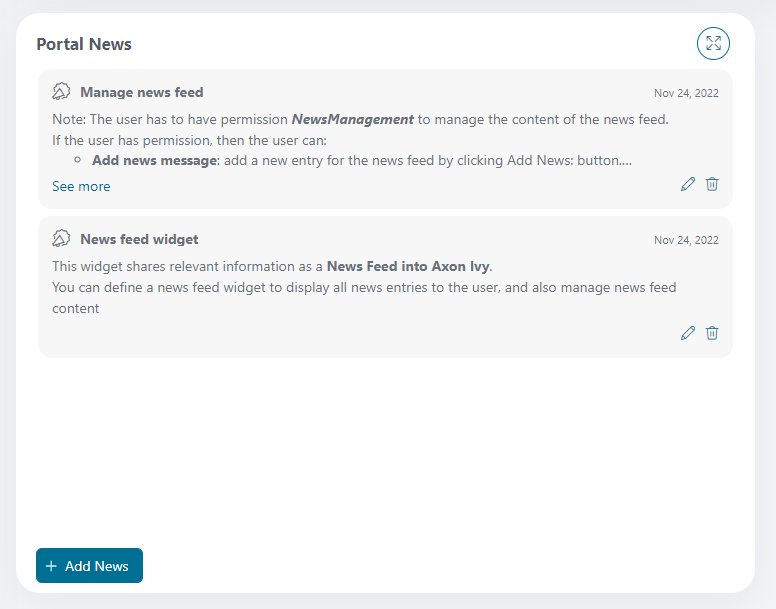 Portal News
Manage news feed
Nov 24, 2022
Note: The user has to have permission NewsManagement to manage the content of the news feed.
If the user has permission, then the user can:
Add news message: add a new entry for the news feed by clicking Add News: button....
See more
News feed widget
Nov 24, 2022
This widget shares relevant information as a News Feed into Axon Ivy.
You can define a news feed widget to display all news entries to the user, and also manage news feed
content
+ Add News